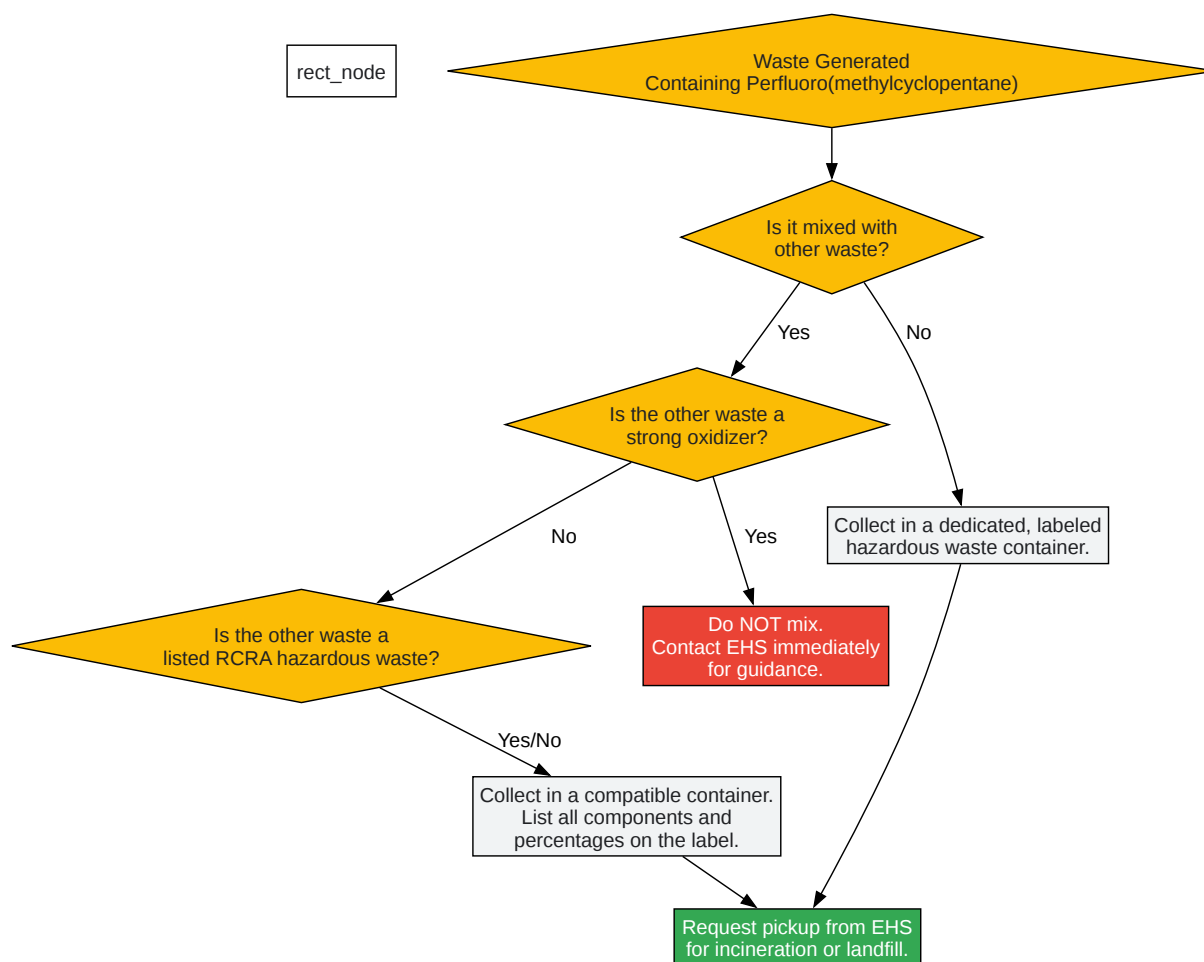 rect_node
Waste Generated
Containing Perfluoro(methylcyclopentane)
Is it mixed with
other waste?
Yes
No
Is the other waste a
strong oxidizer?
No
Yes
Collect in a dedicated, labeled
hazardous waste container.
Do NOT mix.
Contact EHS immediately
for guidance.
Is the other waste a
listed RCRA hazardous waste?
Yes/No
Collect in a compatible container.
List all components and
percentages on the label.
Request pickup from EHS
for incineration or landfill.